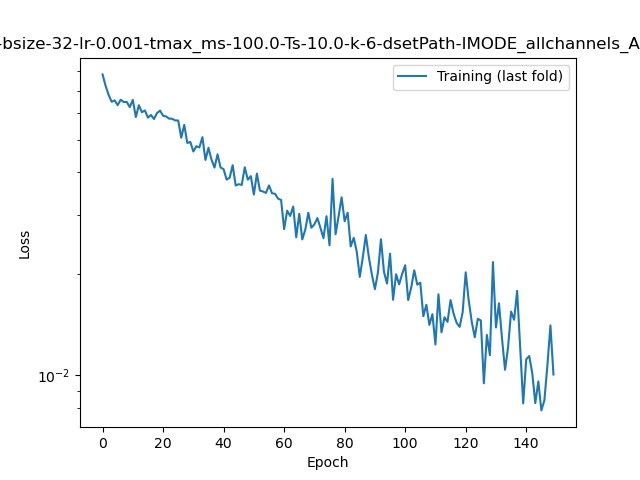 -bsize-32-lr-0.001-tmax_ms-100.0-Ts-10.0-k-6-dsetPath-IMODE_allchannels_A
Training (last fold)
Loss
10⁻²
0 20 40 60 80 100 120 140
Epoch